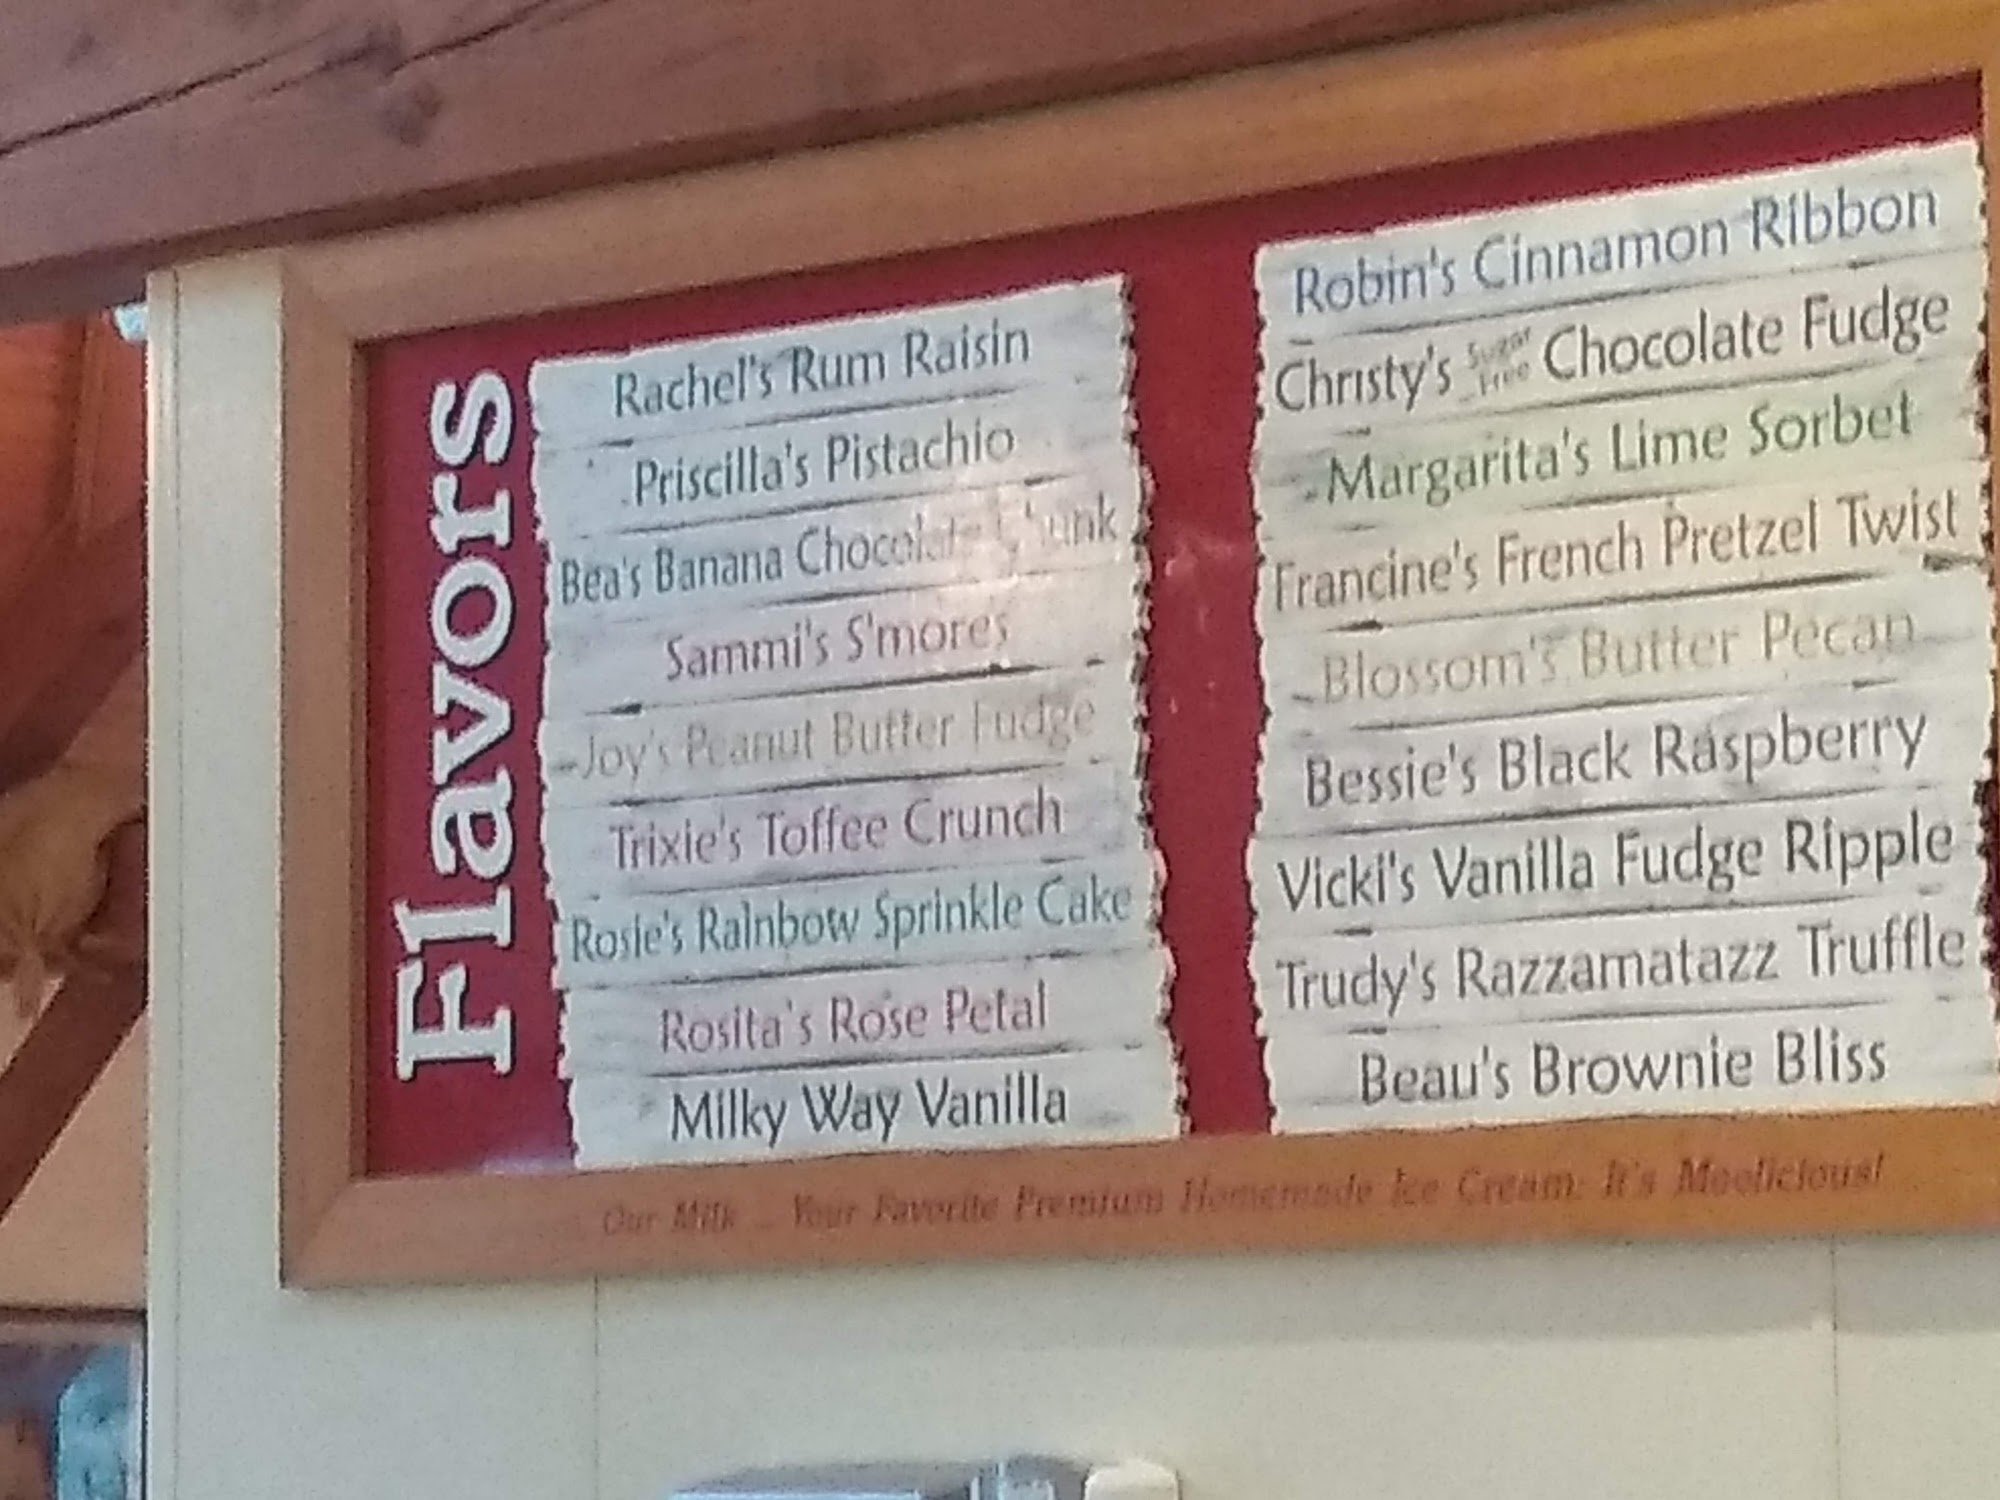 Flavors
Rachel's Rum Raisin
Priscilla's Pistachio
Bea's Banana Chocolate Chunk
Sammi's S'mores
Joy's Peanut Butter Fudge
Trixie's Toffee Crunch
Rosie's Rainbow Sprinkle Cake
Rosita's Rose Petal
Milky Way Vanilla
Robin's Cinnamon Ribbon
Christy's Sugar Free Chocolate Fudge
Margarita's Lime Sorbet
Francine's French Pretzel Twist
Blossom's Butter Pecan
Bessie's Black Raspberry
Vicki's Vanilla Fudge Ripple
Trudy's Razzamatazz Truffle
Beau's Brownie Bliss
Our Milk ... Your Favorite Premium Homemade Ice Cream: It's Moolicious!